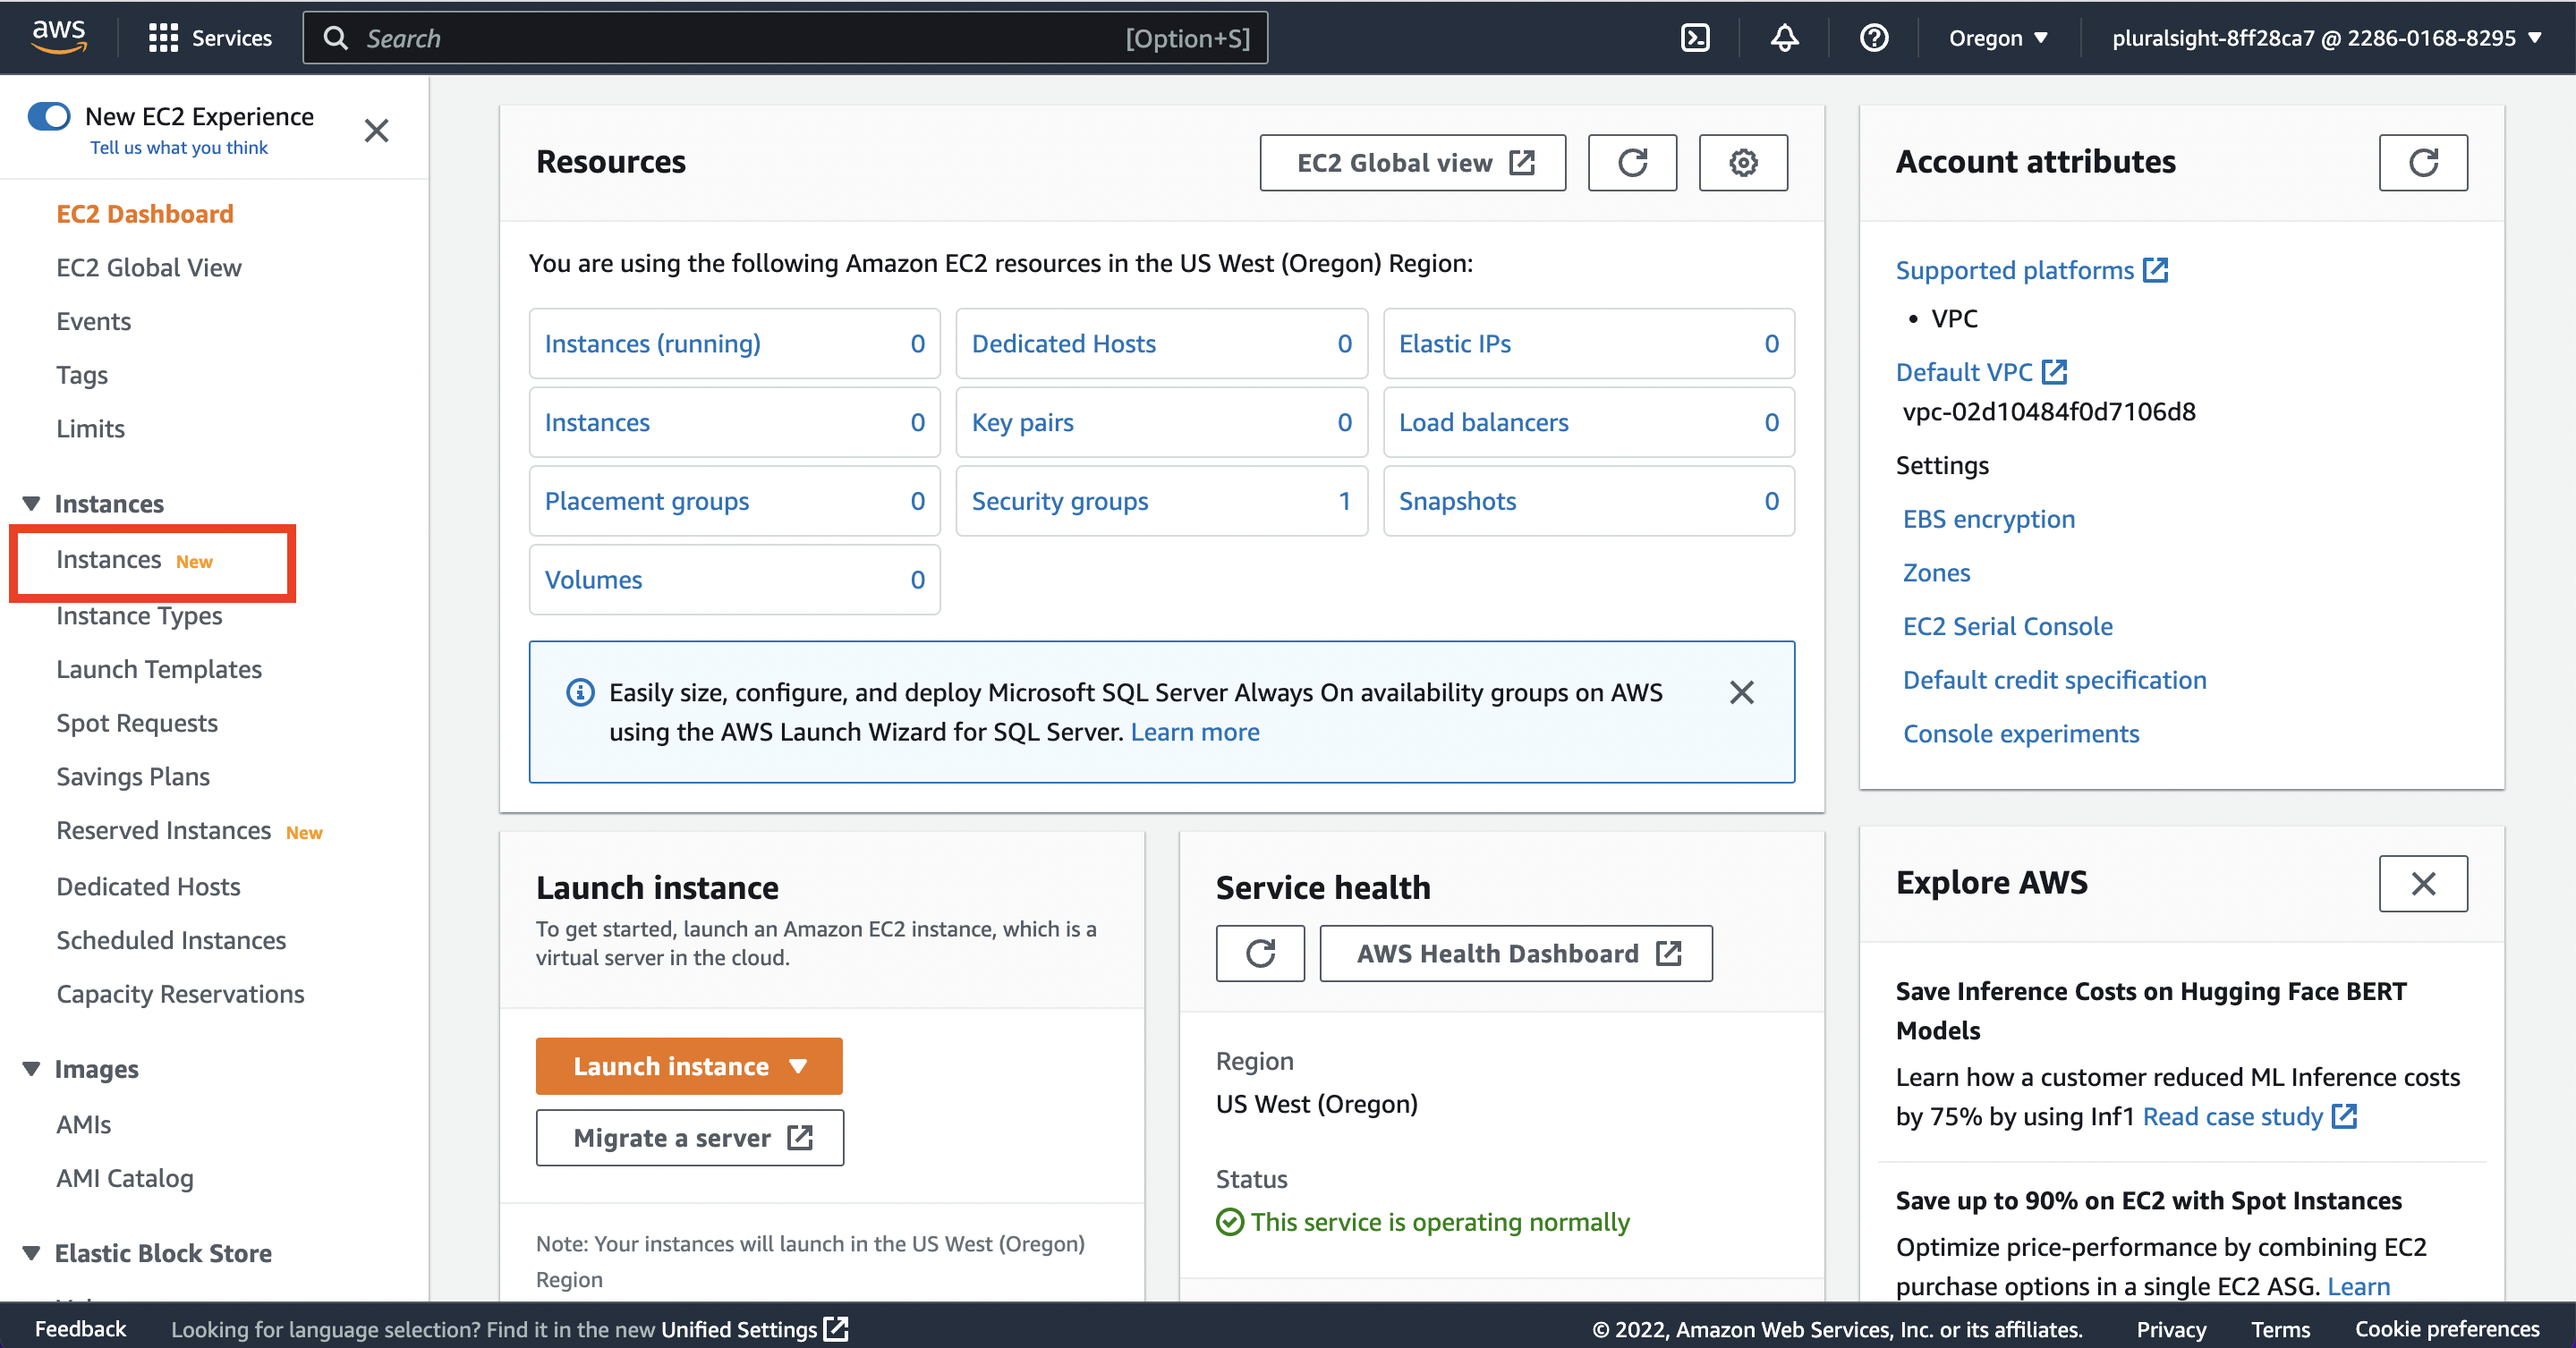 aws
Services
Search
[Option+S]
Oregon
pluralsight-8ff28ca7 @ 2286-0168-8295
New EC2 Experience
Tell us what you think
EC2 Dashboard
EC2 Global View
Events
Tags
Limits
Instances
Instances New
Instance Types
Launch Templates
Spot Requests
Savings Plans
Reserved Instances New
Dedicated Hosts
Scheduled Instances
Capacity Reservations
Images
AMIs
AMI Catalog
Elastic Block Store
Resources
EC2 Global view
You are using the following Amazon EC2 resources in the US West (Oregon) Region:
Instances (running) 0
Dedicated Hosts 0
Elastic IPs 0
Instances 0
Key pairs 0
Load balancers 0
Placement groups 0
Security groups 1
Snapshots 0
Volumes 0
Easily size, configure, and deploy Microsoft SQL Server Always On availability groups on AWS
using the AWS Launch Wizard for SQL Server. Learn more
Launch instance
To get started, launch an Amazon EC2 instance, which is a
virtual server in the cloud.
Launch instance
Migrate a server
Note: Your instances will launch in the US West (Oregon)
Region
Service health
AWS Health Dashboard
Region
US West (Oregon)
Status
This service is operating normally
Account attributes
Supported platforms
• VPC
Default VPC
vpc-02d10484f0d7106d8
Settings
EBS encryption
Zones
EC2 Serial Console
Default credit specification
Console experiments
Explore AWS
Save Inference Costs on Hugging Face BERT
Models
Learn how a customer reduced ML Inference costs
by 75% by using Inf1 Read case study
Save up to 90% on EC2 with Spot Instances
Optimize price-performance by combining EC2
purchase options in a single EC2 ASG. Learn
Feedback
Looking for language selection? Find it in the new Unified Settings
© 2022, Amazon Web Services, Inc. or its affiliates.
Privacy
Terms
Cookie preferences